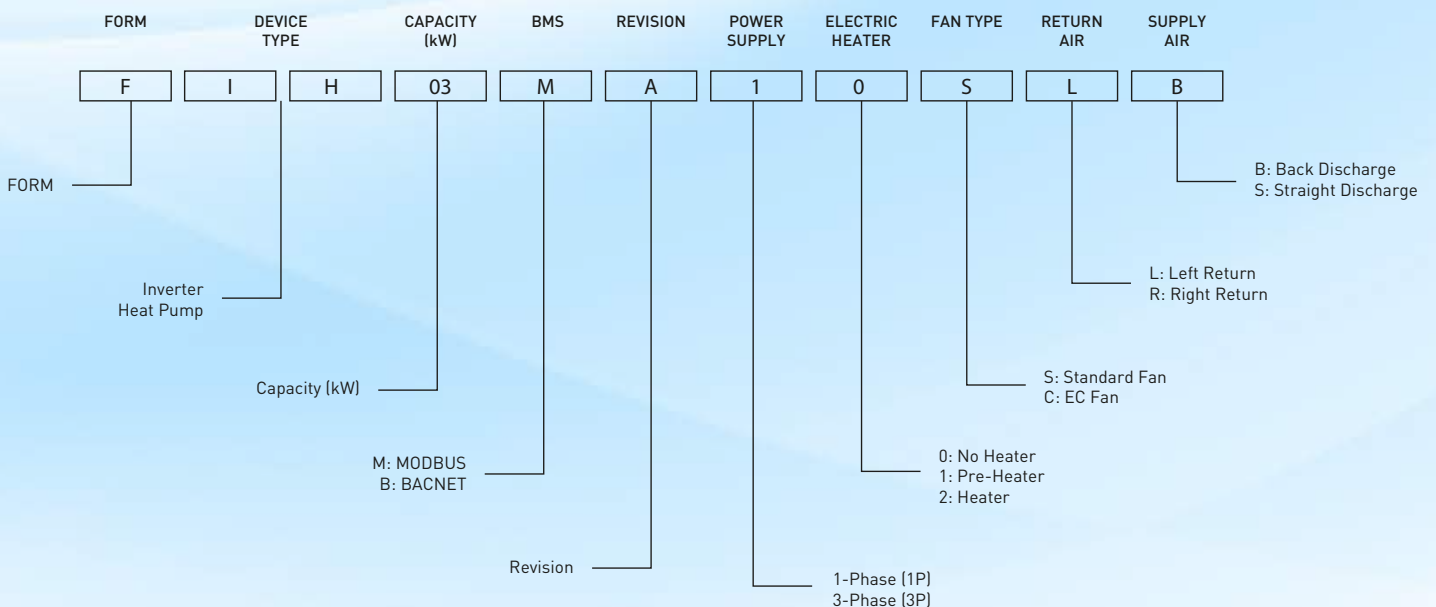 FORM
DEVICE
TYPE
CAPACITY
(kW)
BMS
REVISION
POWER
SUPPLY
ELECTRIC
HEATER
FAN TYPE
RETURN
AIR
SUPPLY
AIR
F
I
H
03
M
A
1
0
S
L
B
FORM
Inverter
Heat Pump
Capacity (kW)
M: MODBUS
B: BACNET
Revision
1-Phase (1P)
3-Phase (3P)
0: No Heater
1: Pre-Heater
2: Heater
S: Standard Fan
C: EC Fan
L: Left Return
R: Right Return
B: Back Discharge
S: Straight Discharge